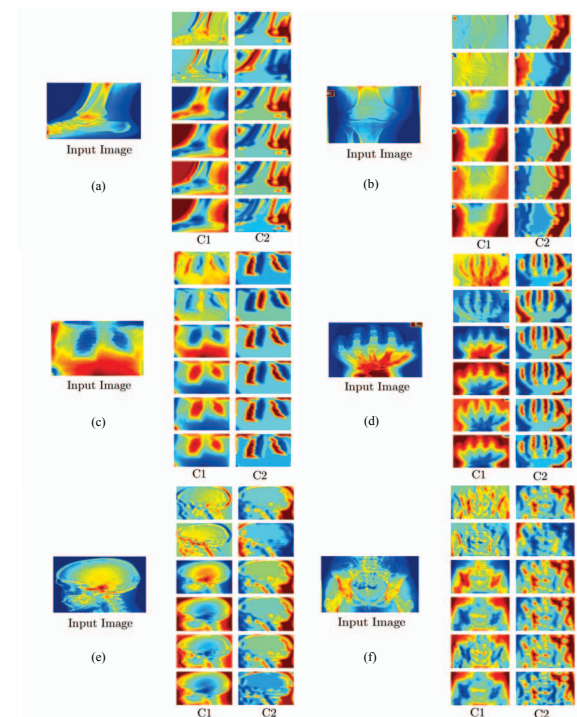 Input Image
Input Image
(a)
(b)
C1 C2
C1 C2
Input Image
Input Image
(c)
(d)
C1 C2
C1 C2
Input Image
Input Image
(e)
(f)
C1 C2
C1 C2